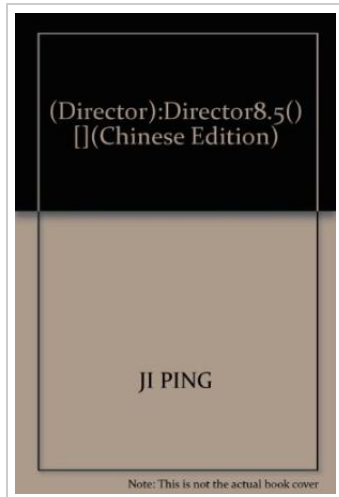 (Director):Director8.5()
[](Chinese Edition)
JI PING
Note: This is not the actual book cover